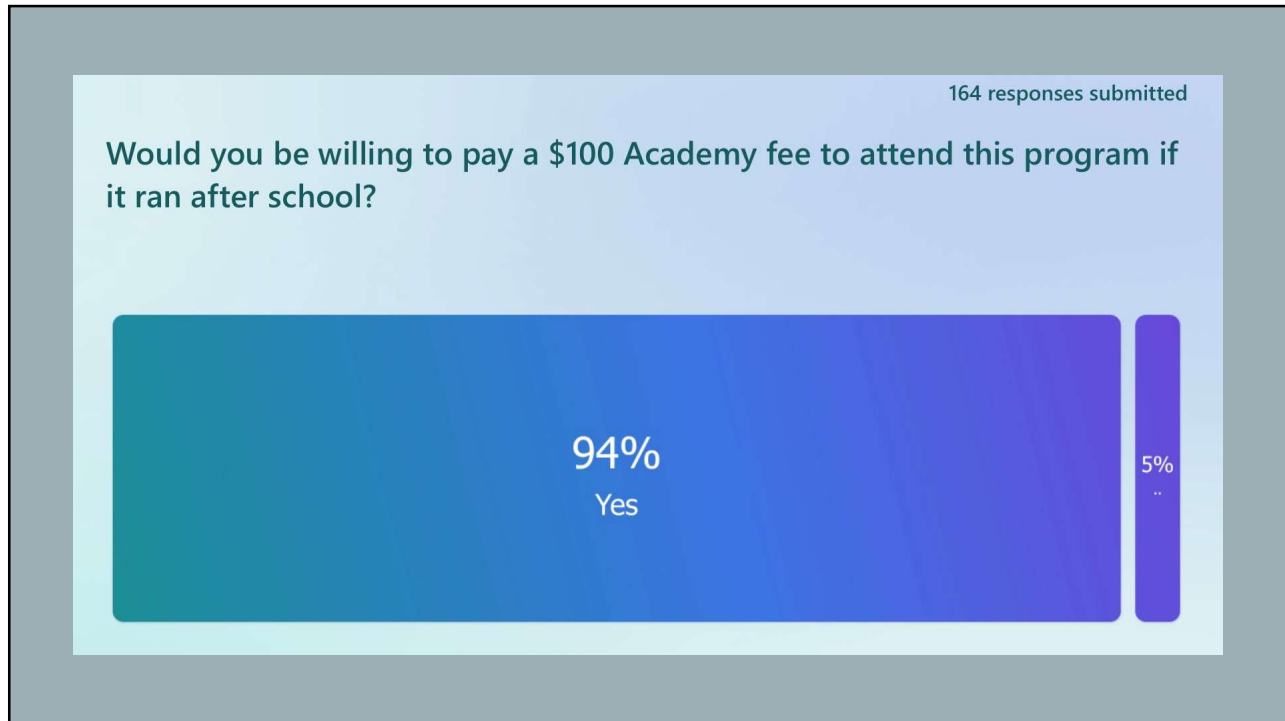 164 responses submitted
Would you be willing to pay a $100 Academy fee to attend this program if
it ran after school?
94%
Yes
5%
..